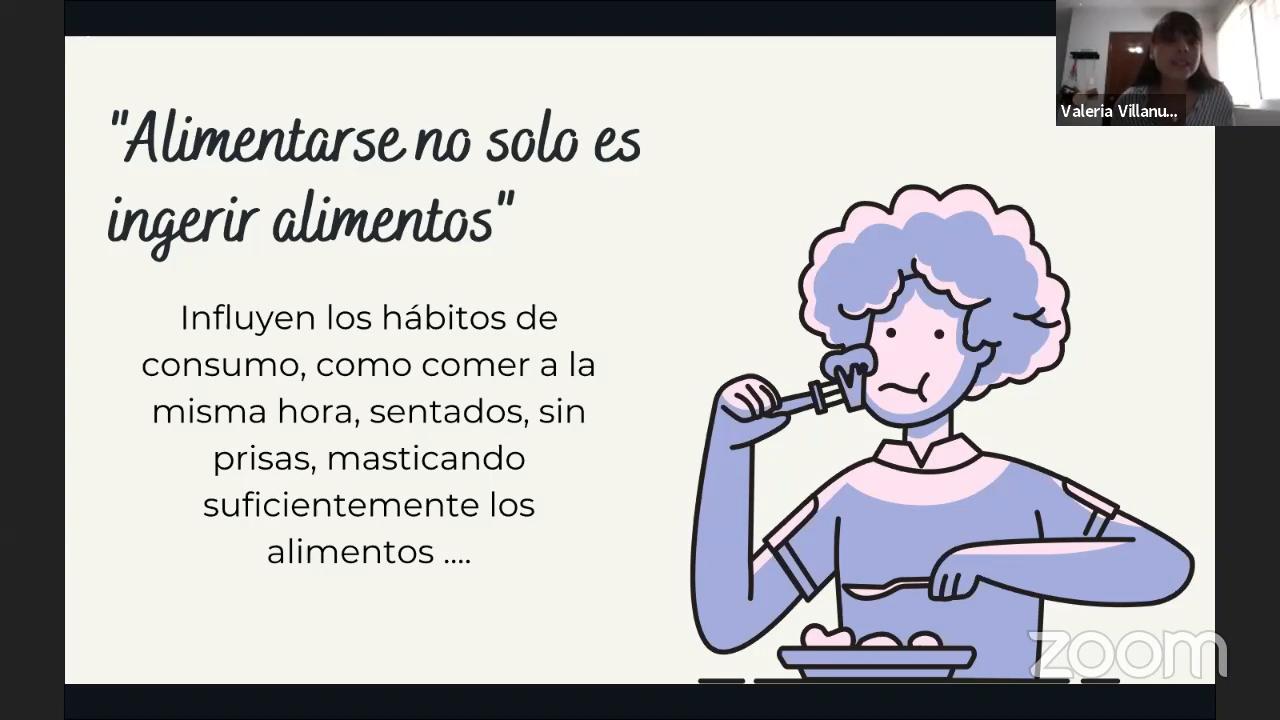 Valeria Villanu...
"Alimentarse no solo es
ingerir alimentos"
Influyen los hábitos de
consumo, como comer a la
misma hora, sentados, sin
prisas, masticando
suficientemente los
alimentos ....
zoom